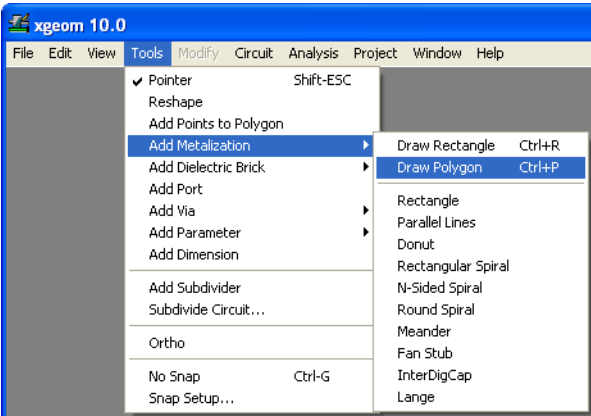 xgeom 10.0
File Edit View Tools Modify Circuit Analysis Project Window Help
Pointer Shift-ESC
Reshape
Add Points to Polygon
Add Metalization
Add Dielectric Brick
Add Port
Add Via
Add Parameter
Add Dimension
Add Subdivider
Subdivide Circuit...
Ortho
No Snap Ctrl-G
Snap Setup...
Draw Rectangle Ctrl+R
Draw Polygon Ctrl+P
Rectangle
Parallel Lines
Donut
Rectangular Spiral
N-Sided Spiral
Round Spiral
Meander
Fan Stub
InterDigCap
Lange